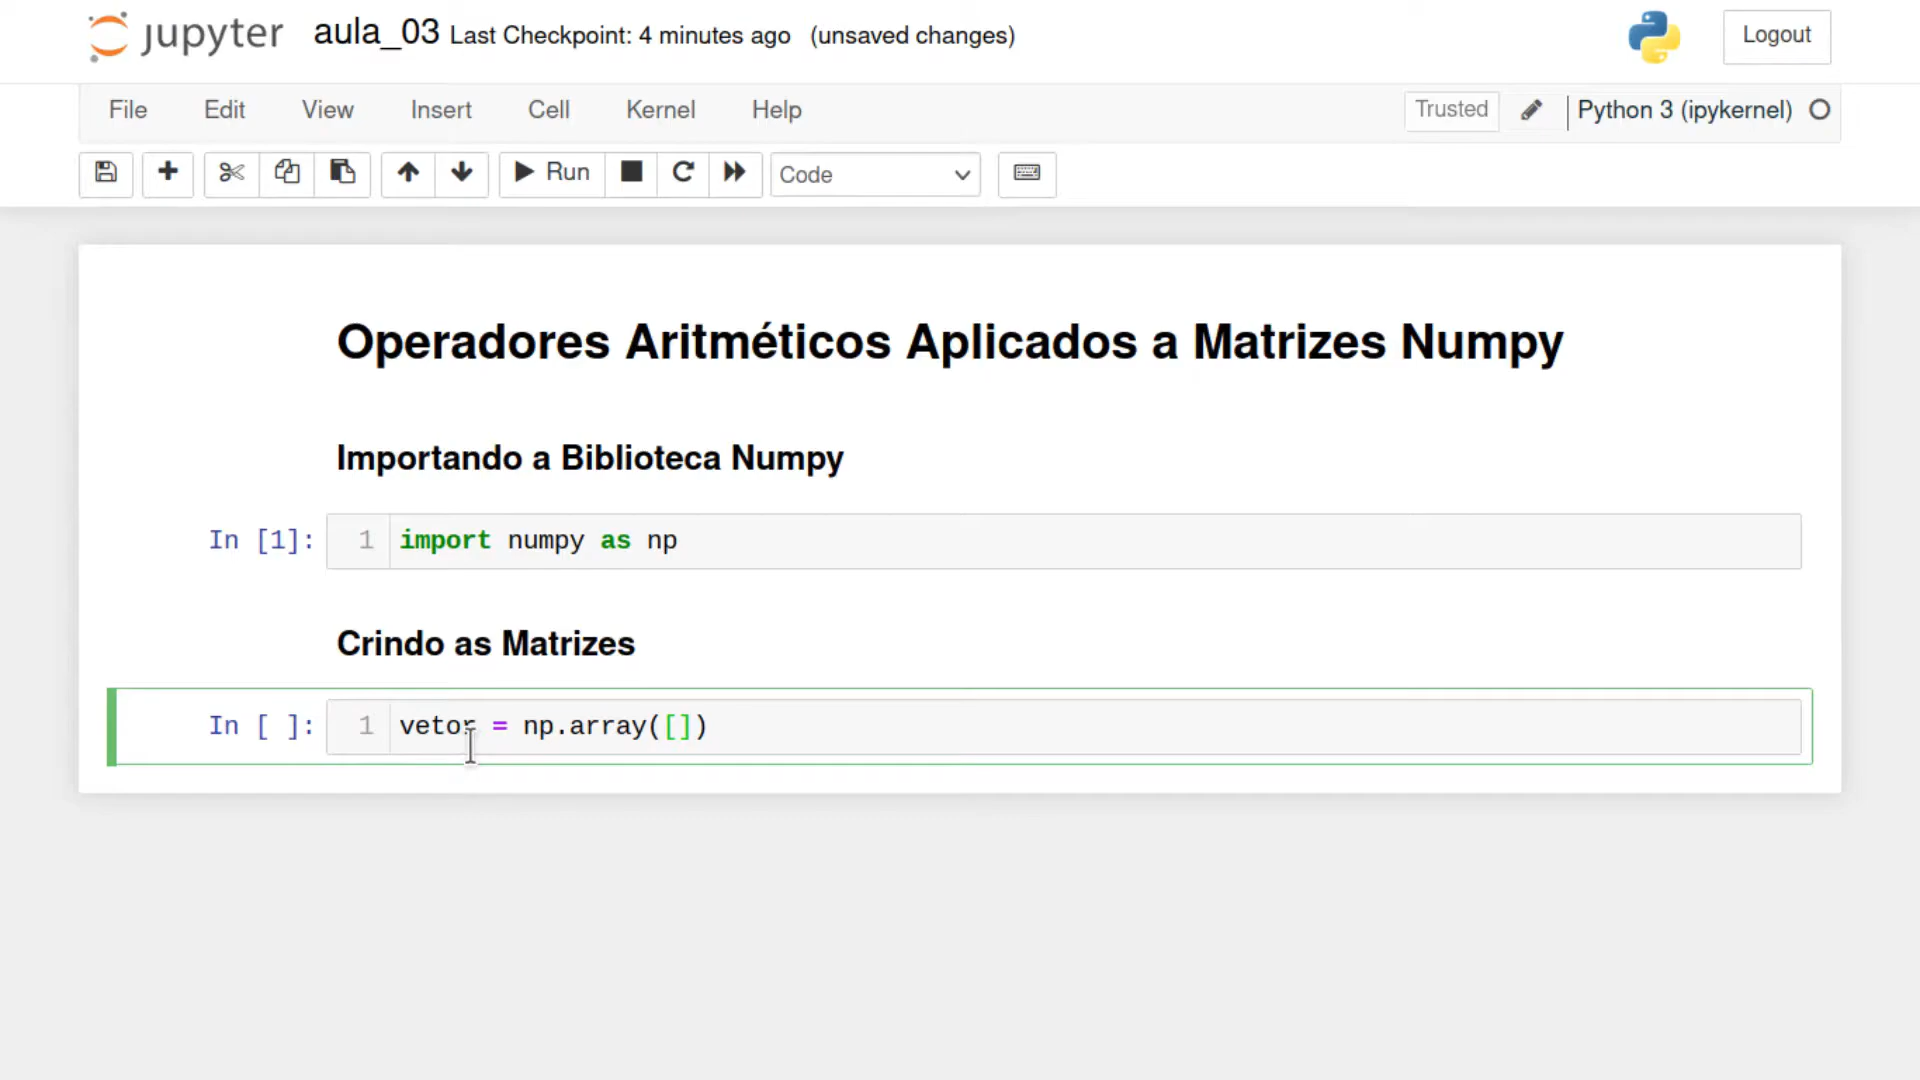 jupyter aula_03 Last Checkpoint: 4 minutes ago (unsaved changes) Logout
File Edit View Insert Cell Kernel Help Trusted Python 3 (ipykernel)
Run Code
Operadores Aritméticos Aplicados a Matrizes Numpy
Importando a Biblioteca Numpy
In [1]: 1 import numpy as np
Crindo as Matrizes
In [ ]: 1 vetor = np.array([])